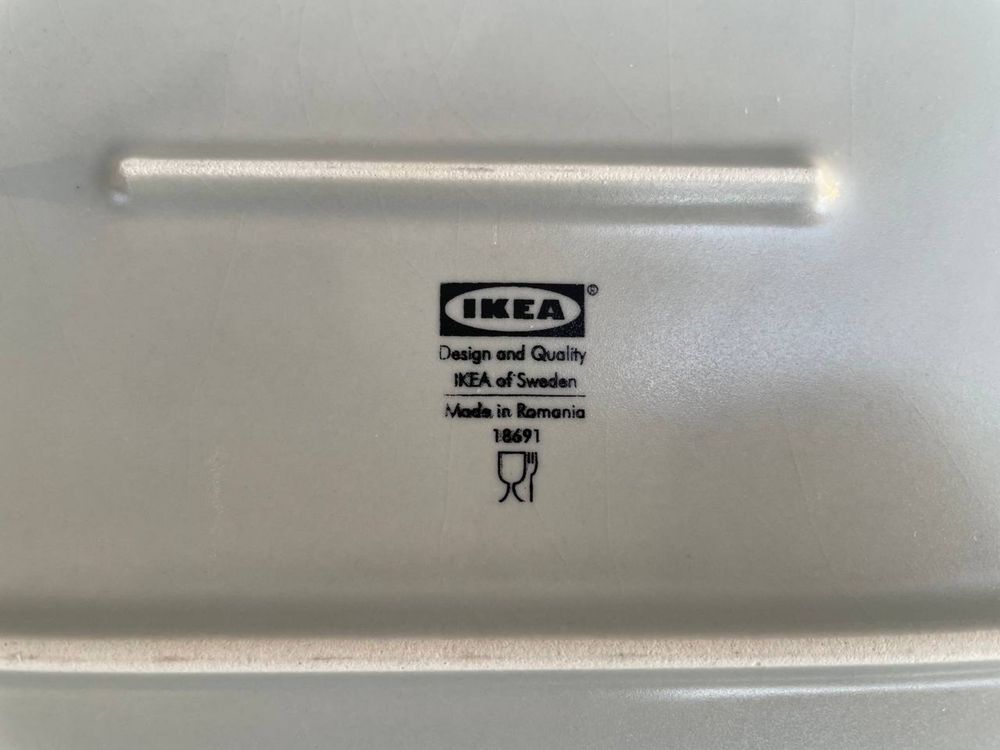 IKEA®
Design and Quality
IKEA of Sweden
Made in Romania
18691